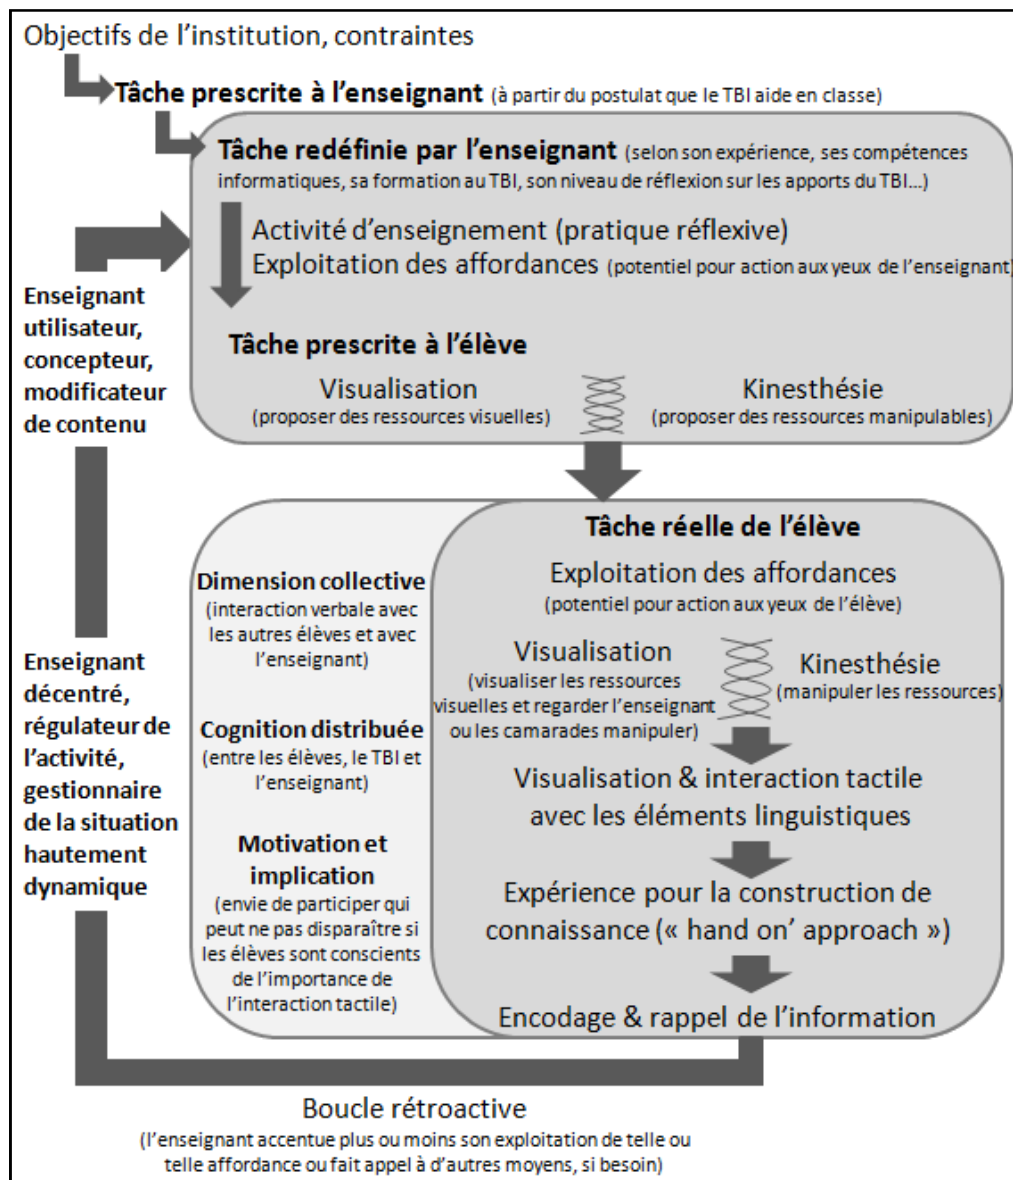 Objectifs de l'institution, contraintes
Tâche prescrite à l'enseignant (à partir du postulat que le TBI aide en classe)
Tâche redéfinie par l'enseignant (selon son expérience, ses compétences
informatiques, sa formation au TBI, son niveau de réflexion sur les apports du TBI...)
Activité d'enseignement (pratique réflexive)
Exploitation des affordances (potentiel pour action aux yeux de l'enseignant)
Tâche prescrite à l'élève
Visualisation
(proposer des ressources visuelles)
Kinesthésie
(proposer des ressources manipulables)
Enseignant
utilisateur,
concepteur,
modificateur
de contenu
Enseignant
décentré,
régulateur de
l'activité,
gestionnaire
de la situation
hautement
dynamique
Dimension collective
(interaction verbale avec
les autres élèves et avec
l'enseignant)
Cognition distribuée
(entre les élèves, le TBI et
l'enseignant)
Motivation et
implication
(envie de participer qui
peut ne pas disparaître si
les élèves sont conscients
de l'importance de
l'interaction tactile)
Tâche réelle de l'élève
Exploitation des affordances
(potentiel pour action aux yeux de l'élève)
Visualisation
(visualiser les ressources
visuelles et regarder l'enseignant
ou les camarades manipuler)
Kinesthésie
(manipuler les ressources)
Visualisation & interaction tactile
avec les éléments linguistiques
Expérience pour la construction de
connaissance (« hand on' approach »)
Encodage & rappel de l'information
Boucle rétroactive
(l'enseignant accentue plus ou moins son exploitation de telle ou
telle affordance ou fait appel à d'autres moyens, si besoin)